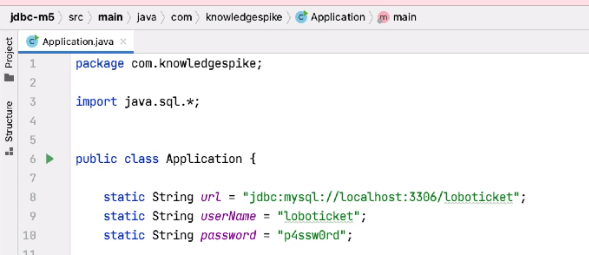 jdbc-m5 › src › main › java › com › knowledgespike › Application › main
Project
Structure
Application.java ×
1 package com.knowledgespike;
2
3 import java.sql.*;
4
5
6 public class Application {
7
8 static String url = "jdbc:mysql://localhost:3306/loboticket";
9 static String userName = "loboticket";
10 static String password = "p4ssw0rd";
11